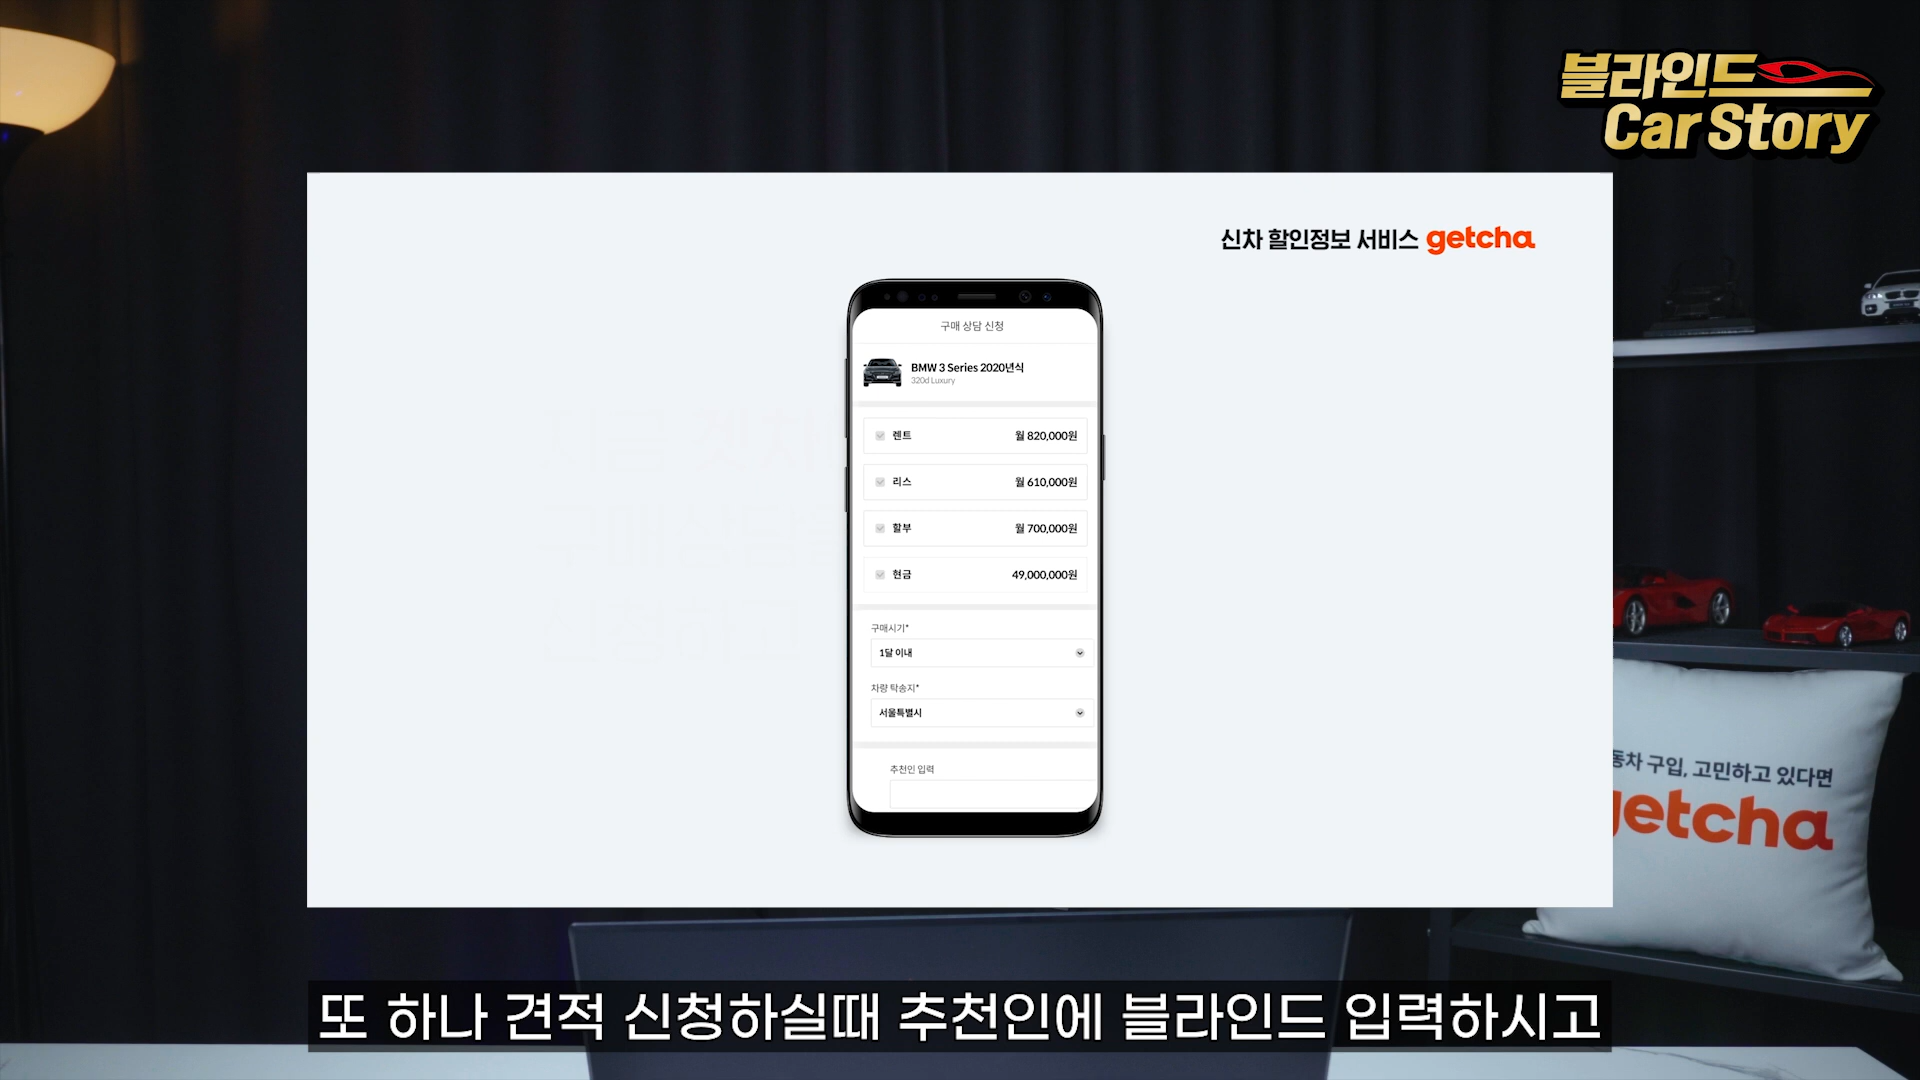 블라인드
Car Story
신차 할인정보 서비스 getcha
구매 상담 신청
BMW 3 Series 2020년식
320d Luxury
렌트 월 820,000원
리스 월 610,000원
할부 월 700,000원
현금 49,000,000원
구매시기*
1달 이내
차량 탁송지*
서울특별시
추천인 입력
동차 구입, 고민하고 있다면
getcha
또 하나 견적 신청하실때 추천인에 블라인드 입력하시고